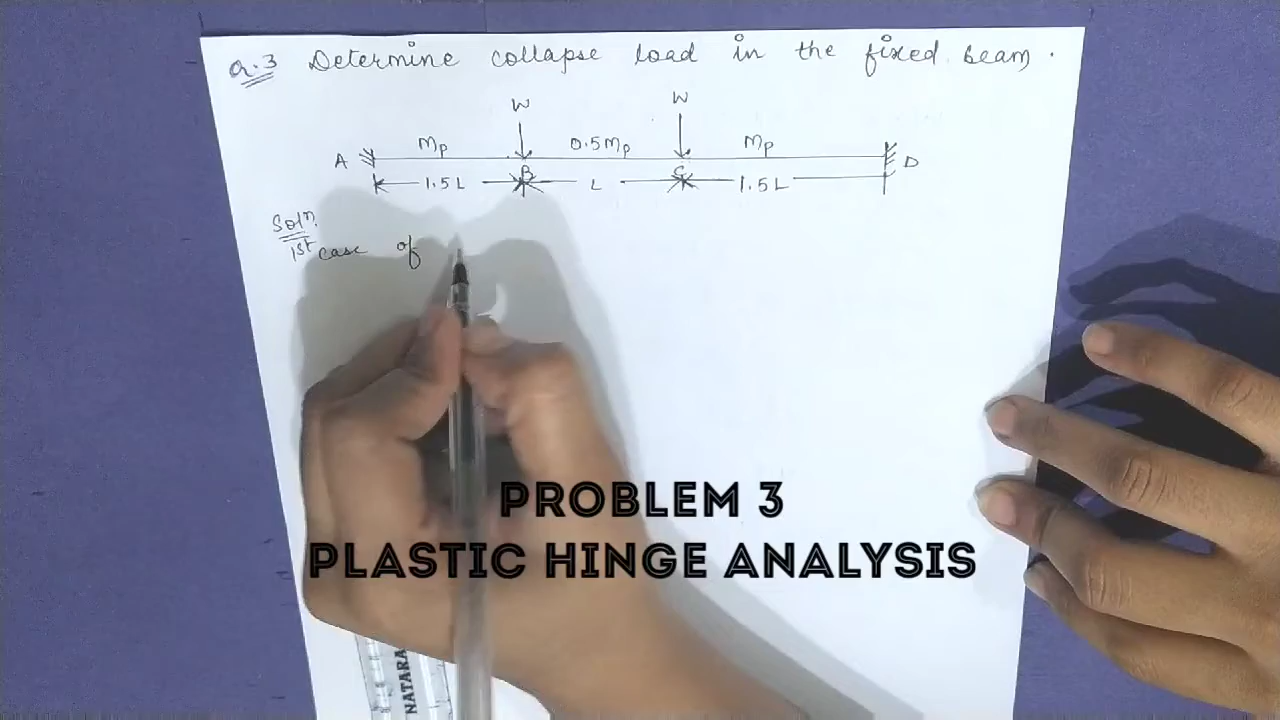 Q.3 Determine collapse load in the fixed beam.
W W
A Mp 0.5Mp Mp D
B C
1.5L L 1.5L
Solⁿ.
1st case of
PROBLEM 3
PLASTIC HINGE ANALYSIS
NATARA